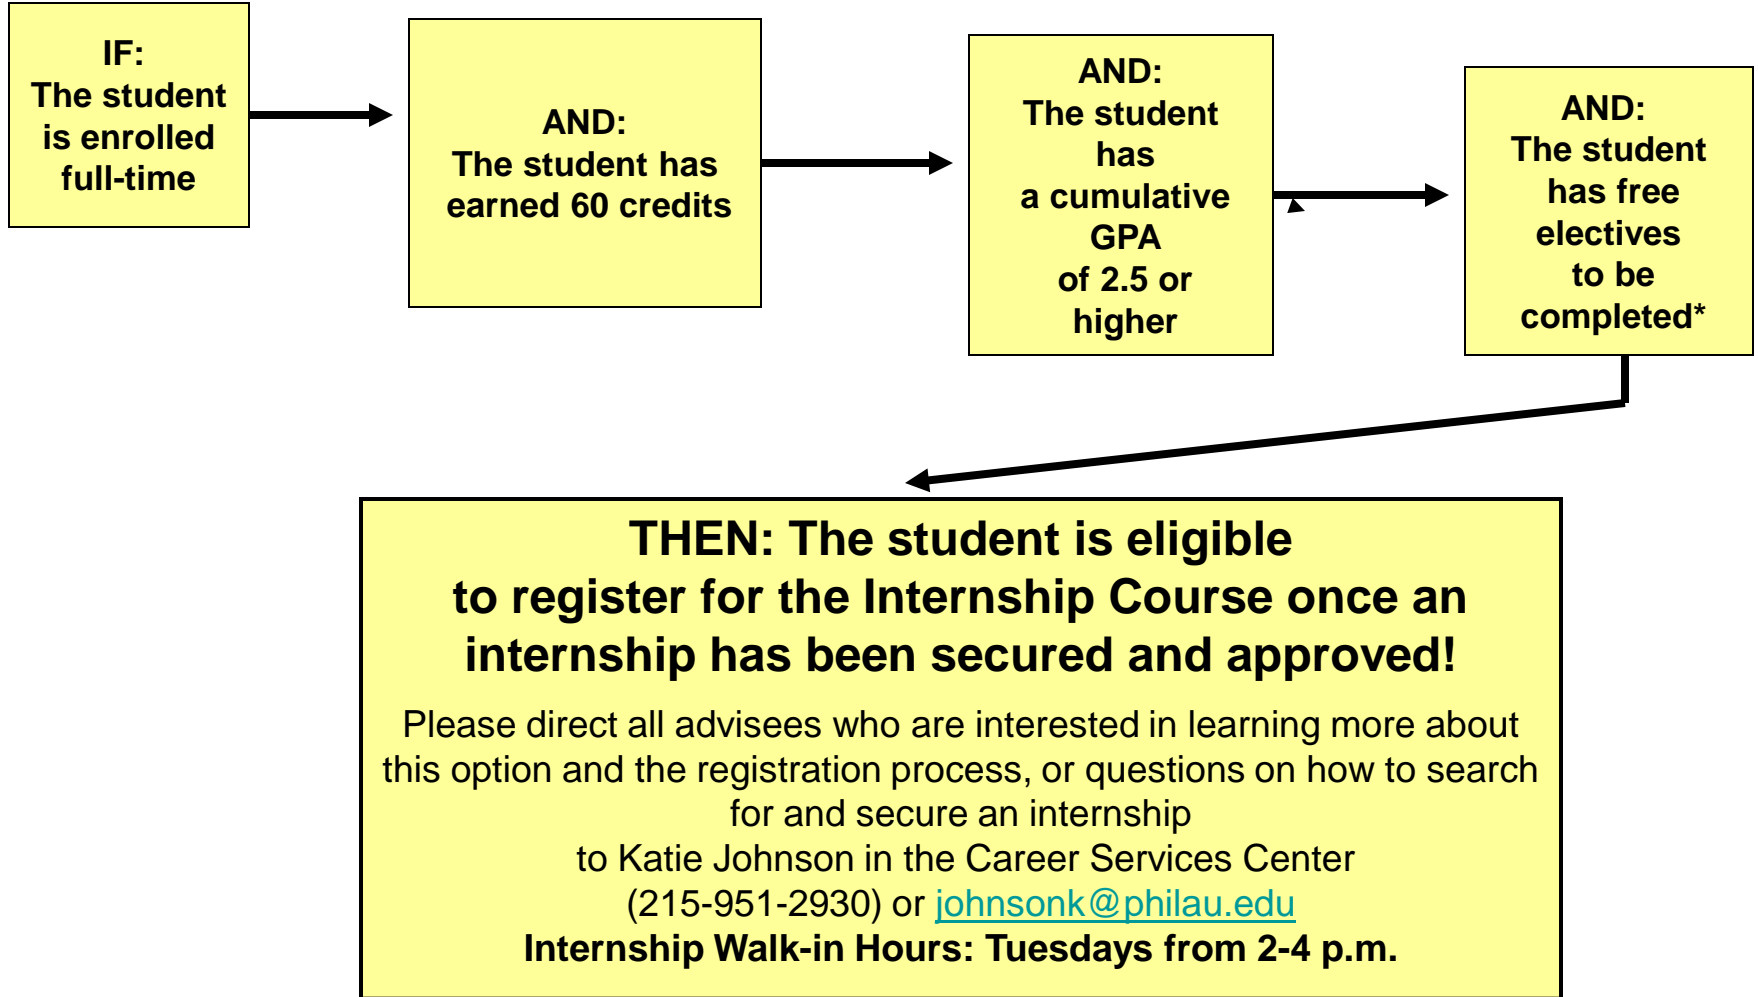 IF:
The student
is enrolled
full-time
AND:
The student has
earned 60 credits
AND:
The student
has
a cumulative
GPA
of 2.5 or
higher
AND:
The student
has free
electives
to be
completed*
THEN: The student is eligible
to register for the Internship Course once an
internship has been secured and approved!
Please direct all advisees who are interested in learning more about
this option and the registration process, or questions on how to search
for and secure an internship
to Katie Johnson in the Career Services Center
(215-951-2930) or johnsonk@philau.edu
Internship Walk-in Hours: Tuesdays from 2-4 p.m.